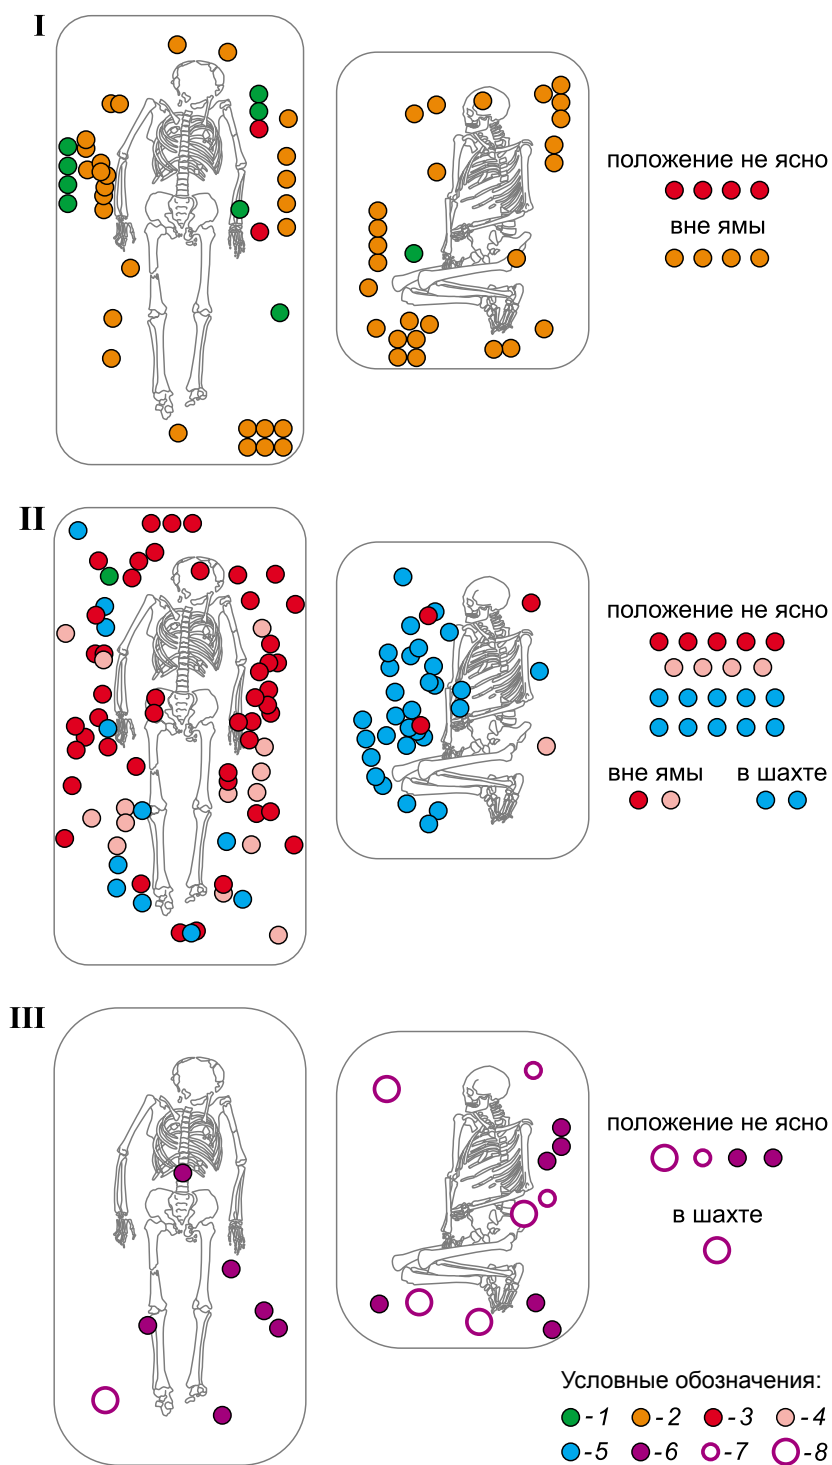 I
положение не ясно
вне ямы
II
положение не ясно
вне ямы в шахте
III
положение не ясно
в шахте
Условные обозначения:
-1 -2 -3 -4
-5 -6 -7 -8